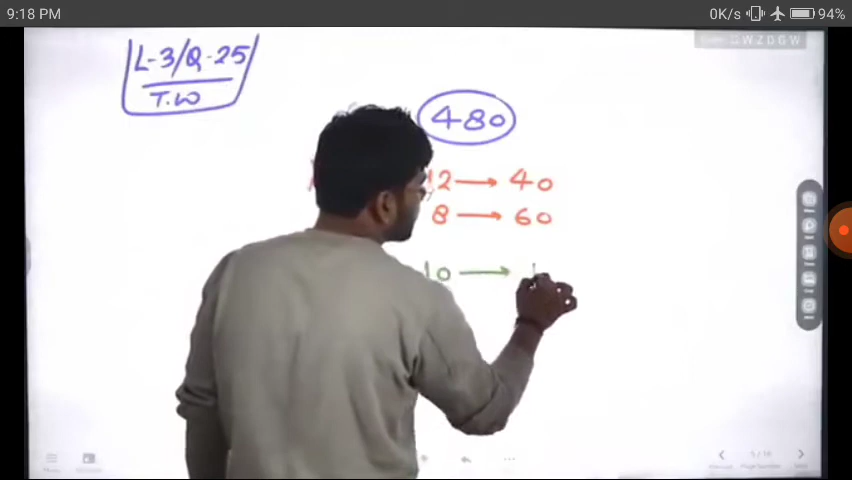 9:18 PM
0K/s 94%
L-3/Q-25
T.W
480
12 → 40
8 → 60
10 →